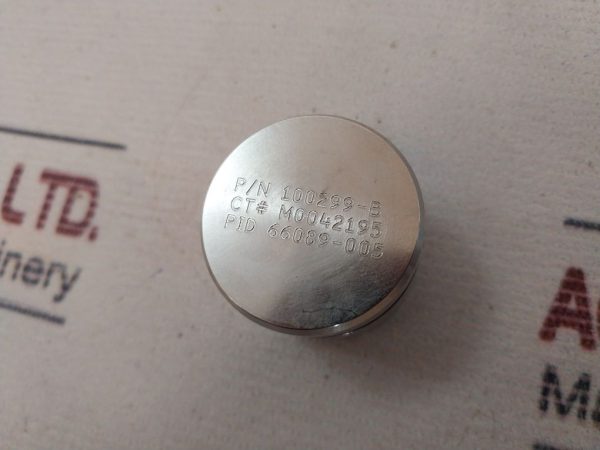 P/N 100299-B
CT# M0042195
PID 66089-005
LTD.
inery
A
M